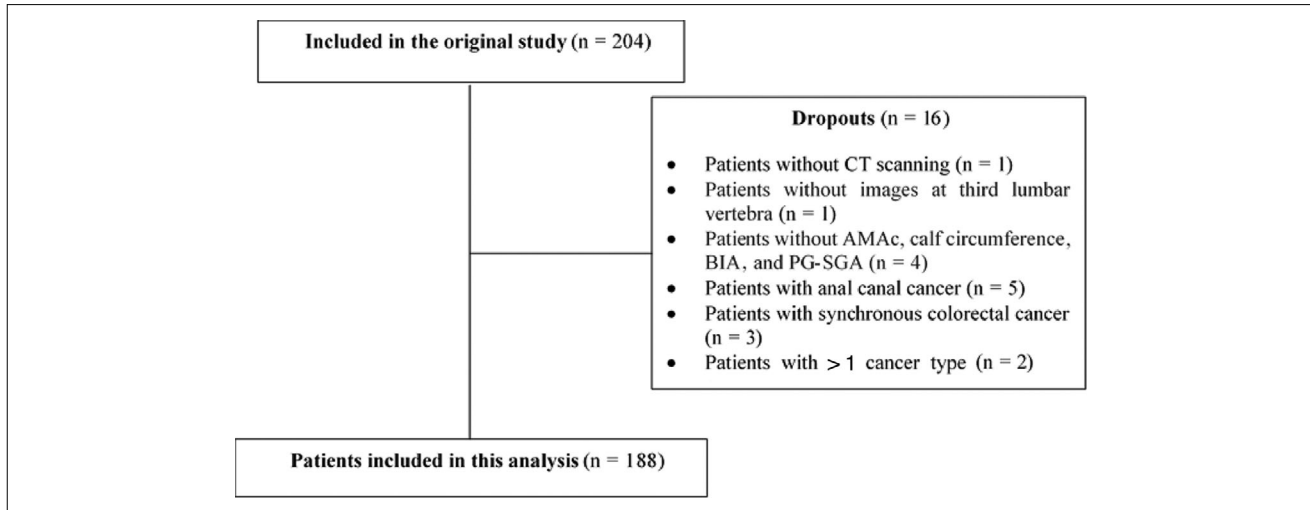 Included in the original study (n = 204)
Dropouts (n = 16)
• Patients without CT scanning (n = 1)
• Patients without images at third lumbar
vertebra (n = 1)
• Patients without AMAc, calf circumference,
BIA, and PG-SGA (n = 4)
• Patients with anal canal cancer (n = 5)
• Patients with synchronous colorectal cancer
(n = 3)
• Patients with >1 cancer type (n = 2)
Patients included in this analysis (n = 188)